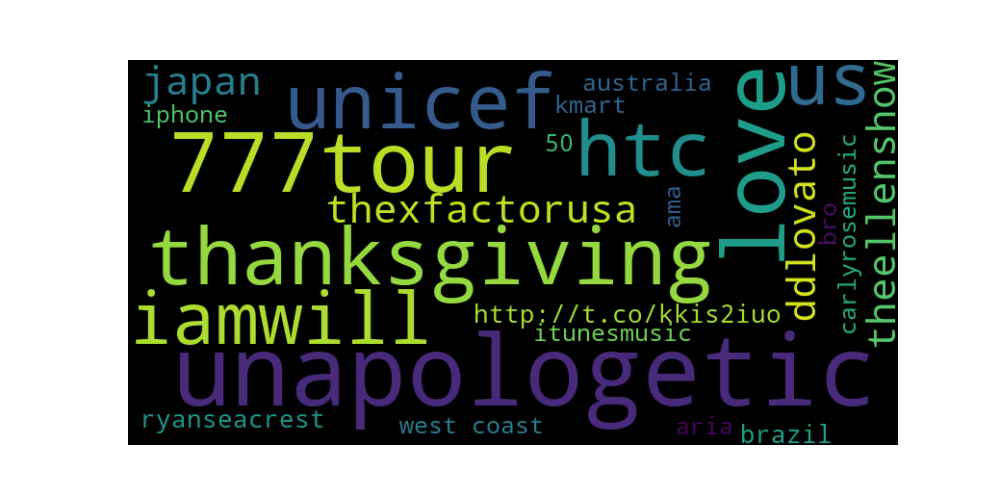 japan
unicef
australia
us
iphone
kmart
777tour
50
htc
love
ddlovato
theellenshow
thexfactorusa
ama
carlyrosemusic
bro
thanksgiving
iamwill
http://t.co/kkis2iuo
itunesmusic
unapologetic
ryanseacrest
west coast
aria
brazil